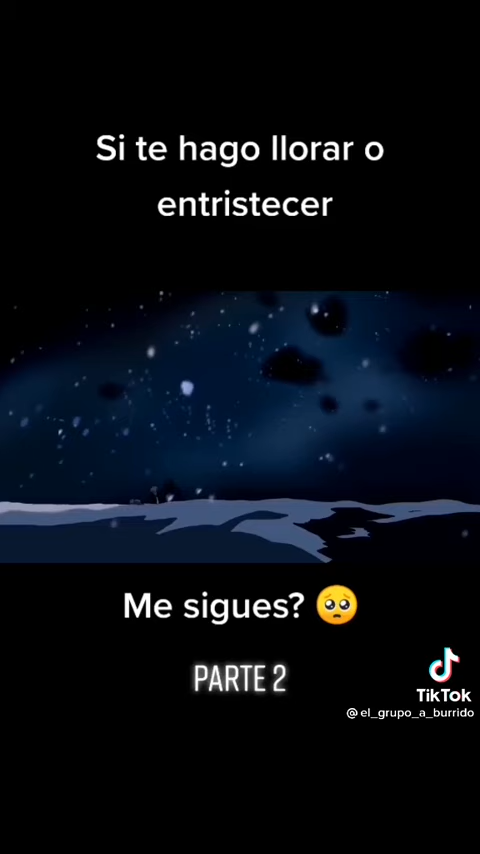 Si te hago llorar o
entristecer
Me sigues? 🥺
PARTE 2
TikTok
@el_grupo_a_burrido